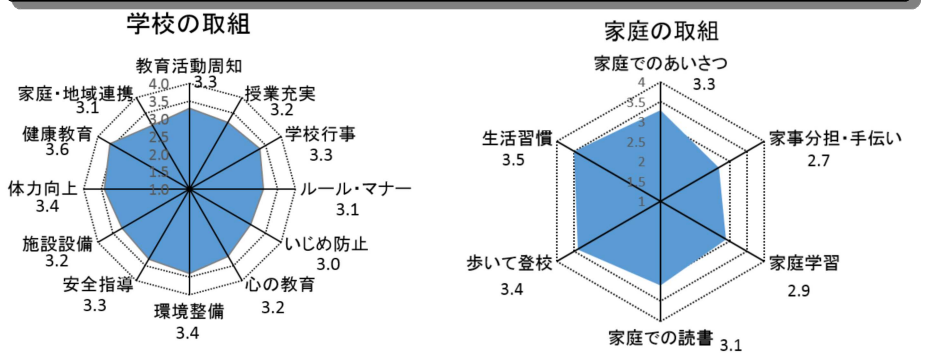 学校の取組
教育活動周知
3.3
授業充実
3.2
学校行事
3.3
ルール・マナー
3.1
いじめ防止
3.0
心の教育
3.2
環境整備
3.4
安全指導
3.3
施設設備
3.2
体力向上
3.4
健康教育
3.6
家庭・地域連携
3.1
4.0
3.5
3.0
2.5
2.0
1.5
1.0
家庭の取組
家庭でのあいさつ
3.3
家事分担・手伝い
2.7
家庭学習
2.9
家庭での読書
3.1
歩いて登校
3.4
生活習慣
3.5
4
3.5
3
2.5
2
1.5
1